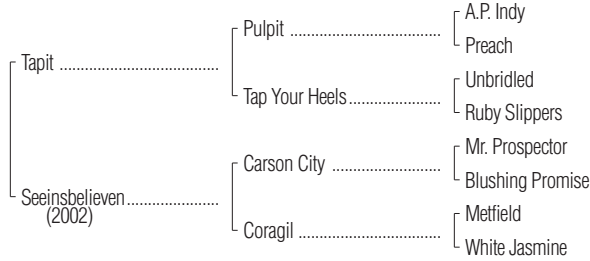 A.P. Indy
Pulpit ................................
Preach
Tapit .....................................
Unbridled
Tap Your Heels......................
Ruby Slippers
Mr. Prospector
Carson City .........................
Blushing Promise
Seeinsbelieven......................
(2002)
Metfield
Coragil .................................
White Jasmine